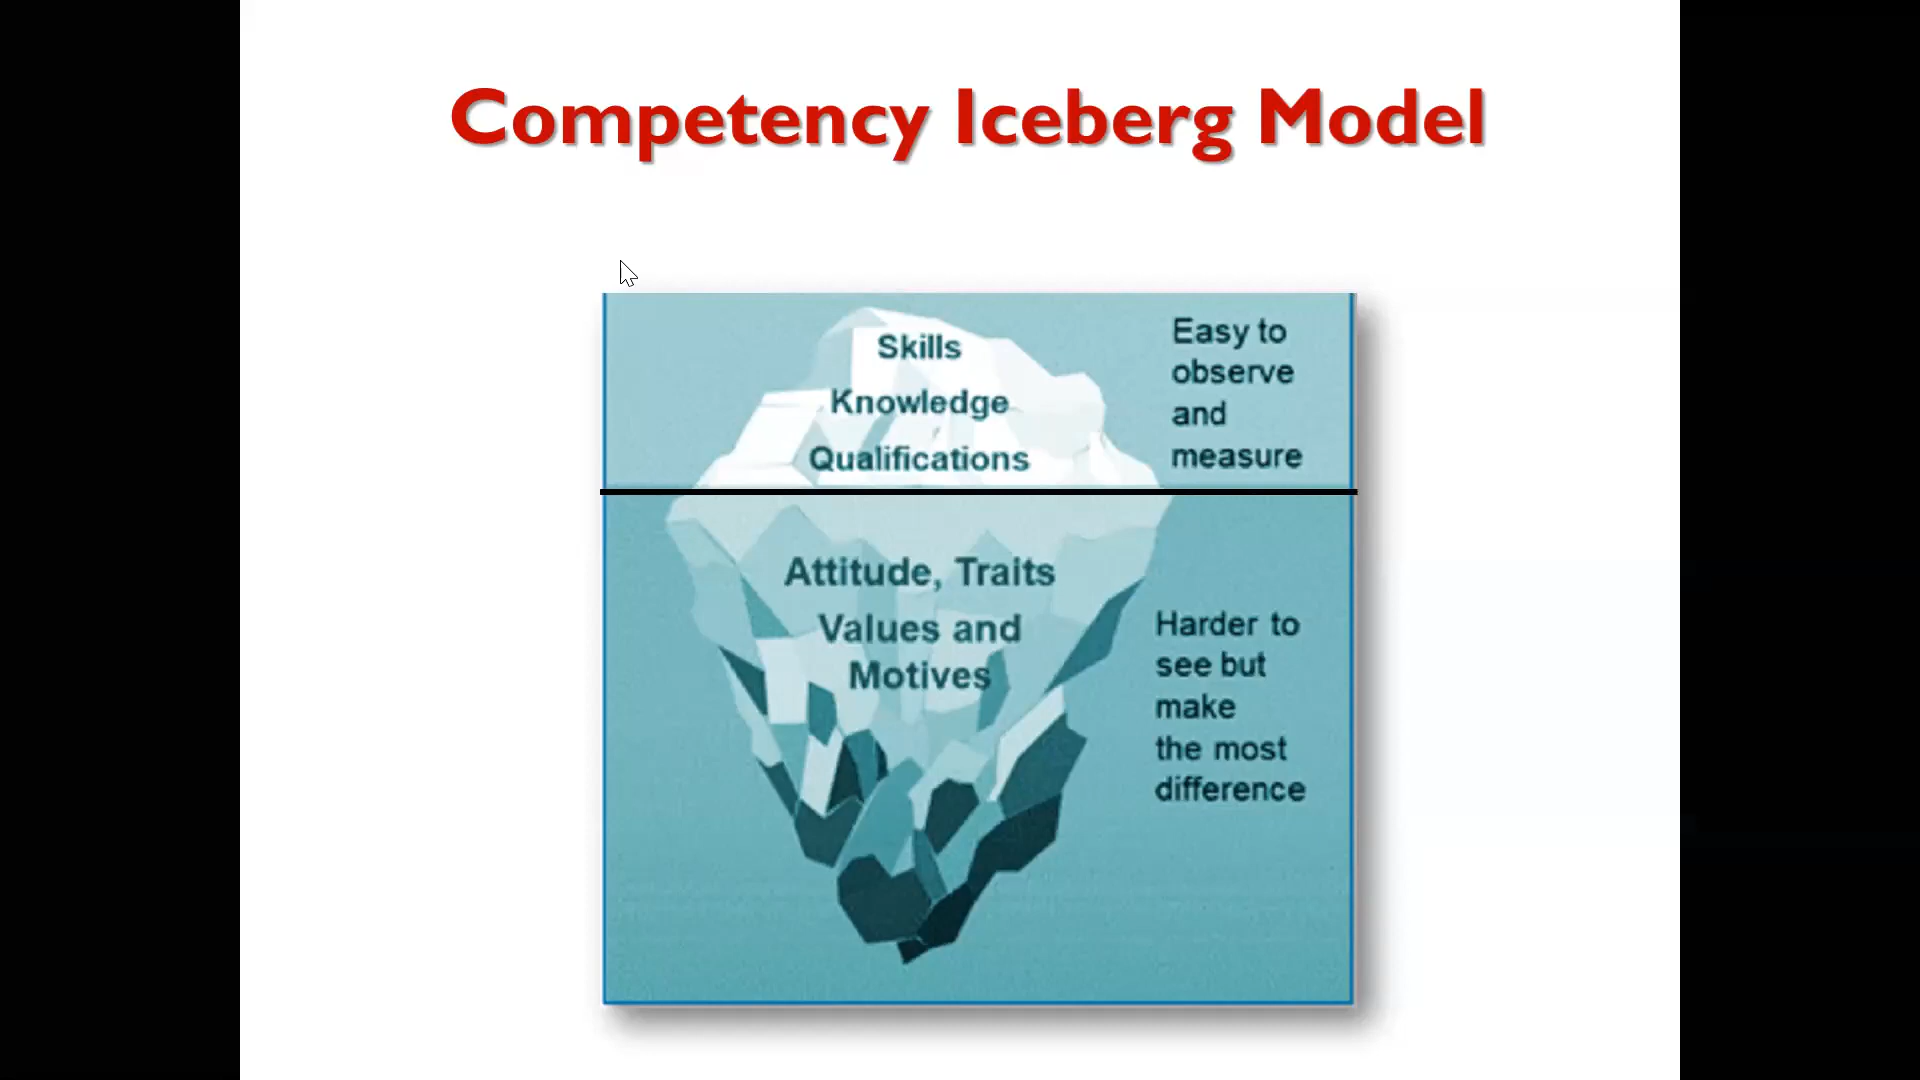 Competency Iceberg Model
Skills
Knowledge
Qualifications
Easy to
observe
and
measure
Attitude, Traits
Values and
Motives
Harder to
see but
make
the most
difference